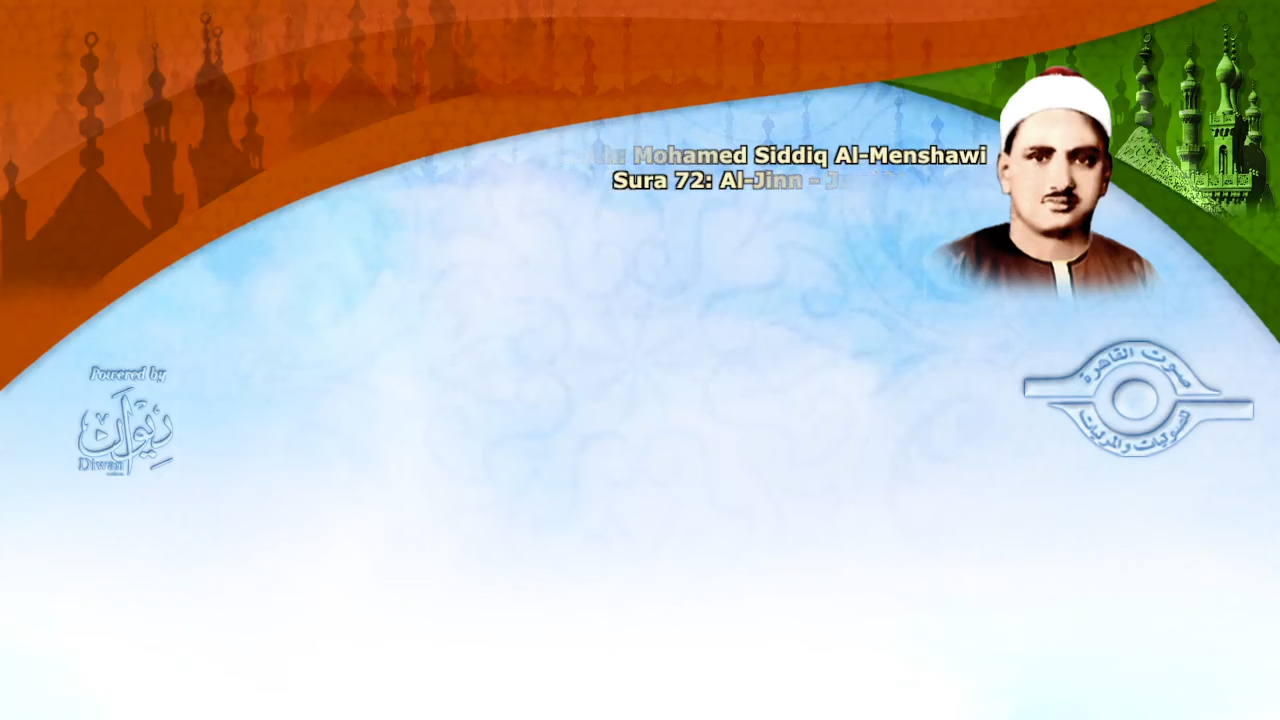 Mohamed Siddiq Al-Menshawi
Sura 72: Al-Jinn -
Powered by
ديوان
Diwan
صوت القاهرة
للصوتيات والمرئيات